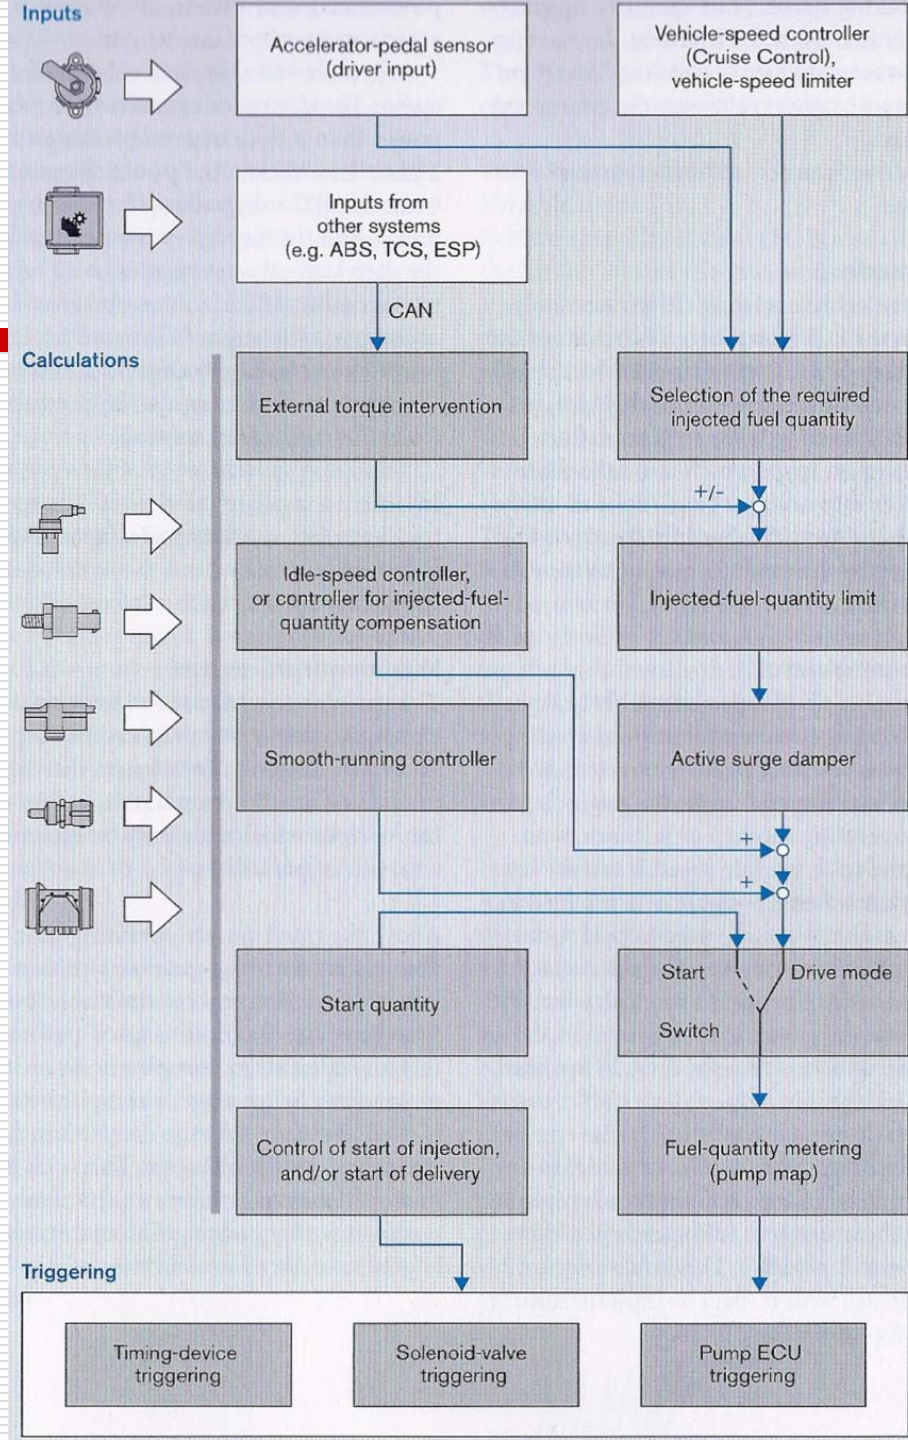 Inputs
Accelerator-pedal sensor
(driver input)
Vehicle-speed controller
(Cruise Control),
vehicle-speed limiter
Inputs from
other systems
(e.g. ABS, TCS, ESP)
CAN
Calculations
External torque intervention
Selection of the required
injected fuel quantity
+/-
Idle-speed controller,
or controller for injected-fuel-
quantity compensation
Injected-fuel-quantity limit
Smooth-running controller
Active surge damper
+
+
Start quantity
Start
Drive mode
Switch
Control of start of injection,
and/or start of delivery
Fuel-quantity metering
(pump map)
Triggering
Timing-device
triggering
Solenoid-valve
triggering
Pump ECU
triggering